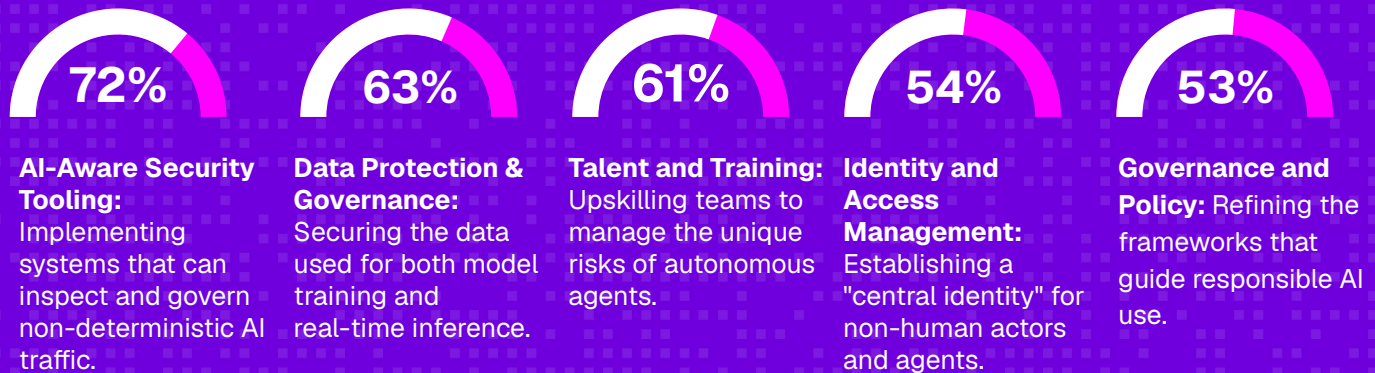 72%
AI-Aware Security
Tooling:
Implementing
systems that can
inspect and govern
non-deterministic AI
traffic.
63%
Data Protection &
Governance:
Securing the data
used for both model
training and
real-time inference.
61%
Talent and Training:
Upskilling teams to
manage the unique
risks of autonomous
agents.
54%
Identity and
Access
Management:
Establishing a
"central identity" for
non-human actors
and agents.
53%
Governance and
Policy: Refining the
frameworks that
guide responsible AI
use.